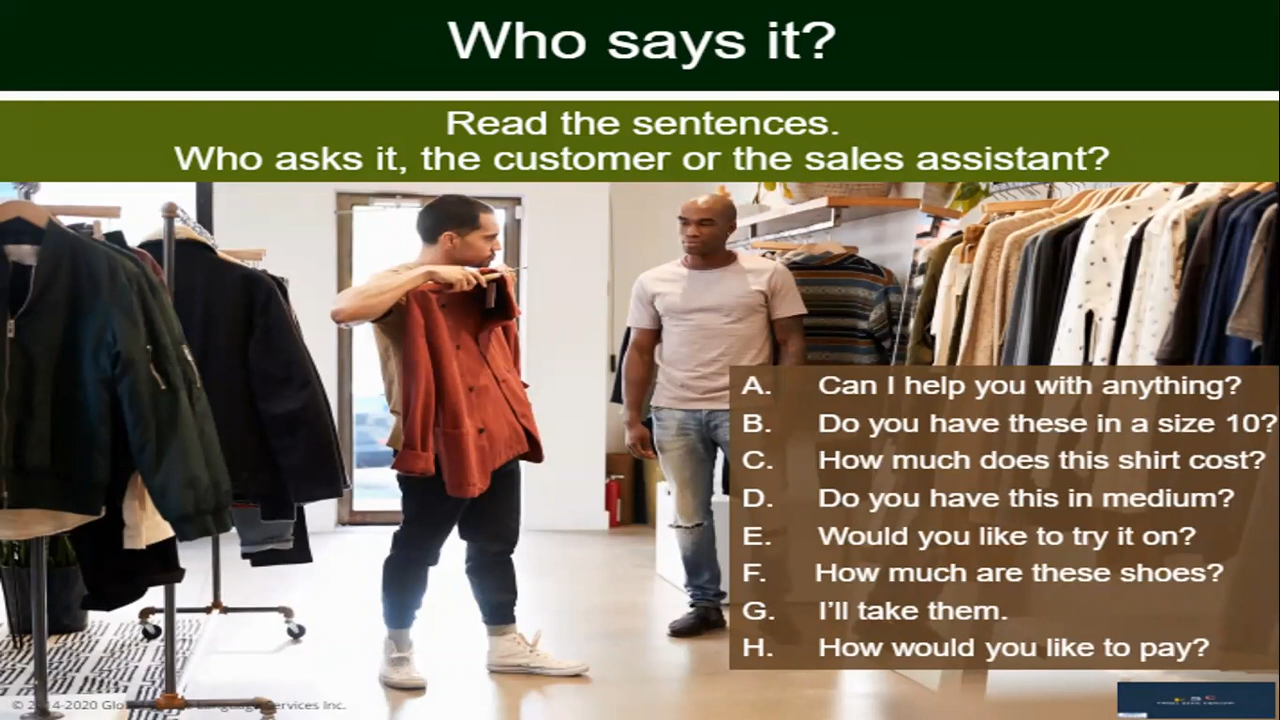 Who says it?
Read the sentences.
Who asks it, the customer or the sales assistant?
A. Can I help you with anything?
B. Do you have these in a size 10?
C. How much does this shirt cost?
D. Do you have this in medium?
E. Would you like to try it on?
F. How much are these shoes?
G. I’ll take them.
H. How would you like to pay?
© -2020 Services Inc.